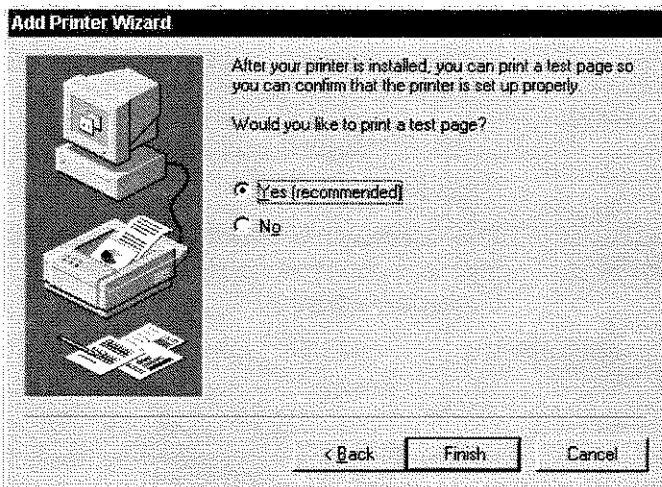 Add Printer Wizard
After your printer is installed, you can print a test page so
you can confirm that the printer is set up properly.
Would you like to print a test page?
Yes (recommended)
No
< Back
Finish
Cancel